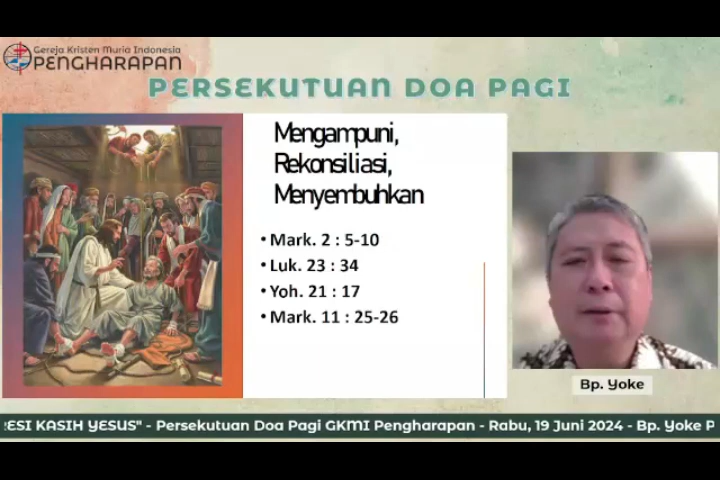 Gereja Kristen Muria Indonesia
PENGHARAPAN
PERSEKUTUAN DOA PAGI
Mengampuni,
Rekonsiliasi,
Menyembuhkan
• Mark. 2 : 5-10
• Luk. 23 : 34
• Yoh. 21 : 17
• Mark. 11 : 25-26
Bp. Yoke
RESI KASIH YESUS" - Persekutuan Doa Pagi GKMI Pengharapan - Rabu, 19 Juni 2024 - Bp. Yoke P